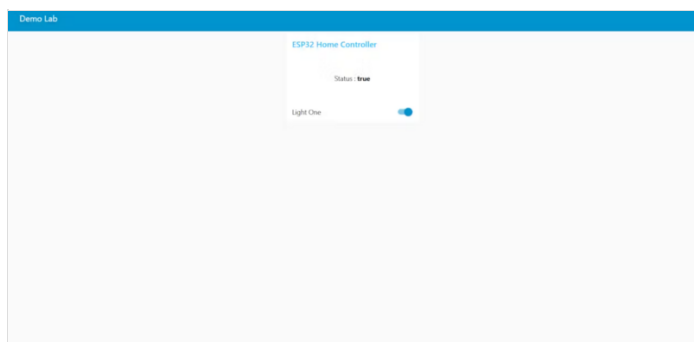 Demo Lab
ESP32 Home Controller
Status : true
Light One